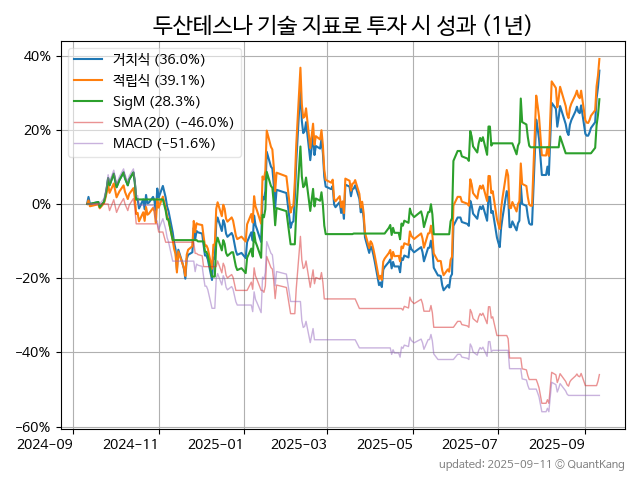 두산테스나 기술 지표로 투자 시 성과 (1년)
거치식 (36.0%)
적립식 (39.1%)
SigM (28.3%)
SMA(20) (−46.0%)
MACD (−51.6%)
40%
20%
0%
−20%
−40%
−60%
2024-09 2024-11 2025-01 2025-03 2025-05 2025-07 2025-09
updated: 2025-09-11 © QuantKang